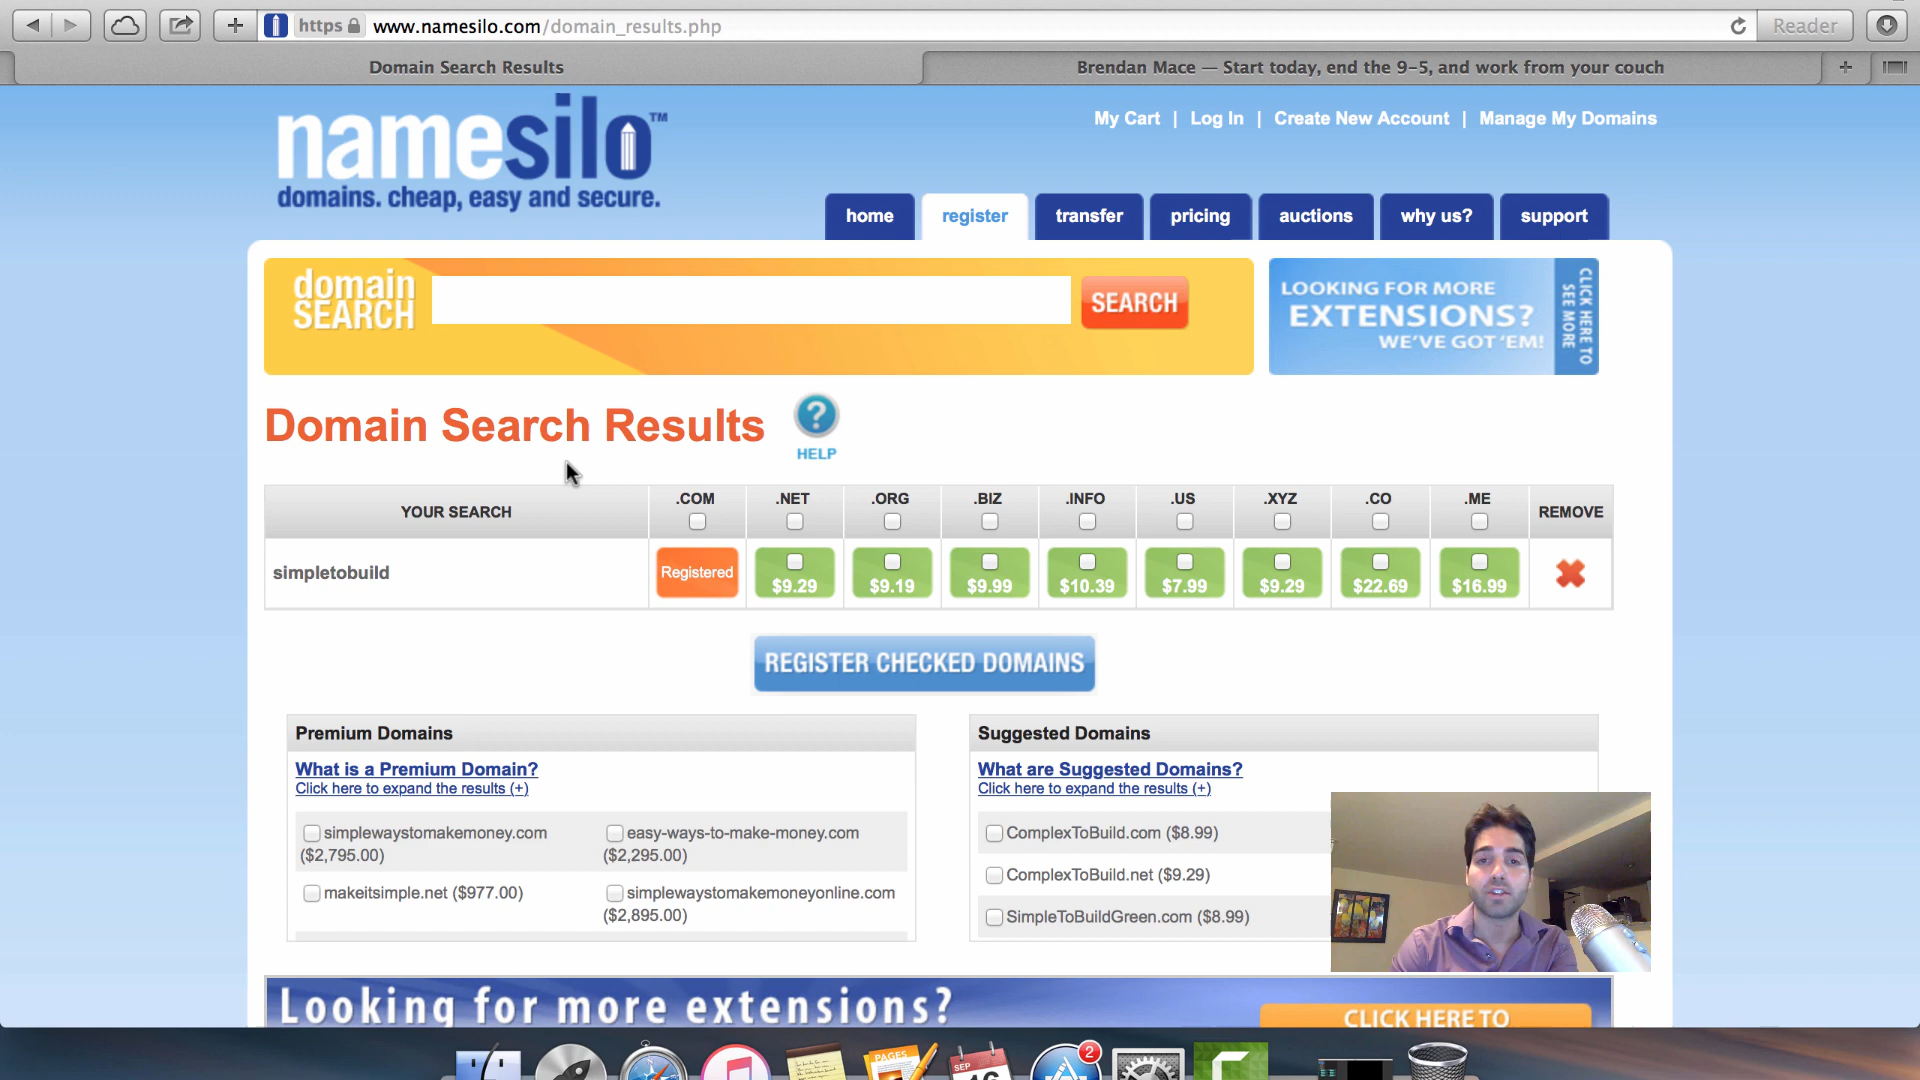 https www.namesilo.com/domain_results.php Reader
Domain Search Results
Brendan Mace — Start today, end the 9-5, and work from your couch
namesilo™
domains. cheap, easy and secure.
My Cart | Log In | Create New Account | Manage My Domains
home register transfer pricing auctions why us? support
domain SEARCH
SEARCH
LOOKING FOR MORE
EXTENSIONS?
WE'VE GOT 'EM!
CLICK HERE TO
SEE MORE
Domain Search Results
?
HELP
YOUR SEARCH .COM .NET .ORG .BIZ .INFO .US .XYZ .CO .ME REMOVE
simpletobuild Registered $9.29 $9.19 $9.99 $10.39 $7.99 $9.29 $22.69 $16.99
REGISTER CHECKED DOMAINS
Premium Domains
What is a Premium Domain?
Click here to expand the results (+)
simplewaystomakemoney.com
($2,795.00)
easy-ways-to-make-money.com
($2,295.00)
makeitsimple.net ($977.00)
simplewaystomakemoneyonline.com
($2,895.00)
Suggested Domains
What are Suggested Domains?
Click here to expand the results (+)
ComplexToBuild.com ($8.99)
ComplexToBuild.net ($9.29)
SimpleToBuildGreen.com ($8.99)
Looking for more extensions?
CLICK HERE TO
PAGES
SEP
2